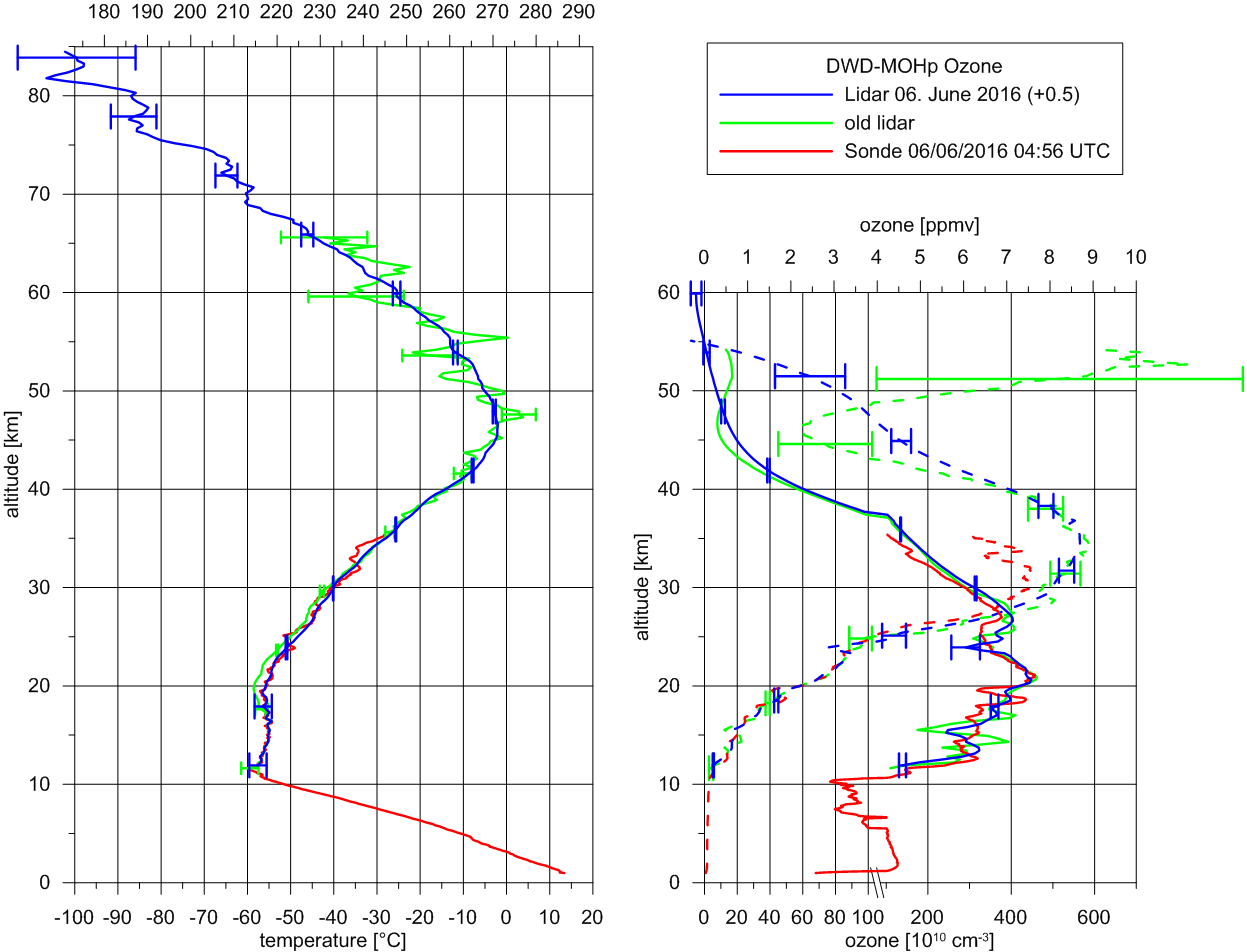 180 190 200 210 220 230 240 250 260 270 280 290
80
70
60
50
40
30
20
10
0
altitude [km]
-100 -90 -80 -70 -60 -50 -40 -30 -20 -10 0 10 20
temperature [°C]
DWD-MOHp Ozone
Lidar 06. June 2016 (+0.5)
old lidar
Sonde 06/06/2016 04:56 UTC
ozone [ppmv]
0 1 2 3 4 5 6 7 8 9 10
60
50
40
30
20
10
0
altitude [km]
0 20 40 60 80 100 200 400 600
ozone [10¹⁰ cm⁻³]